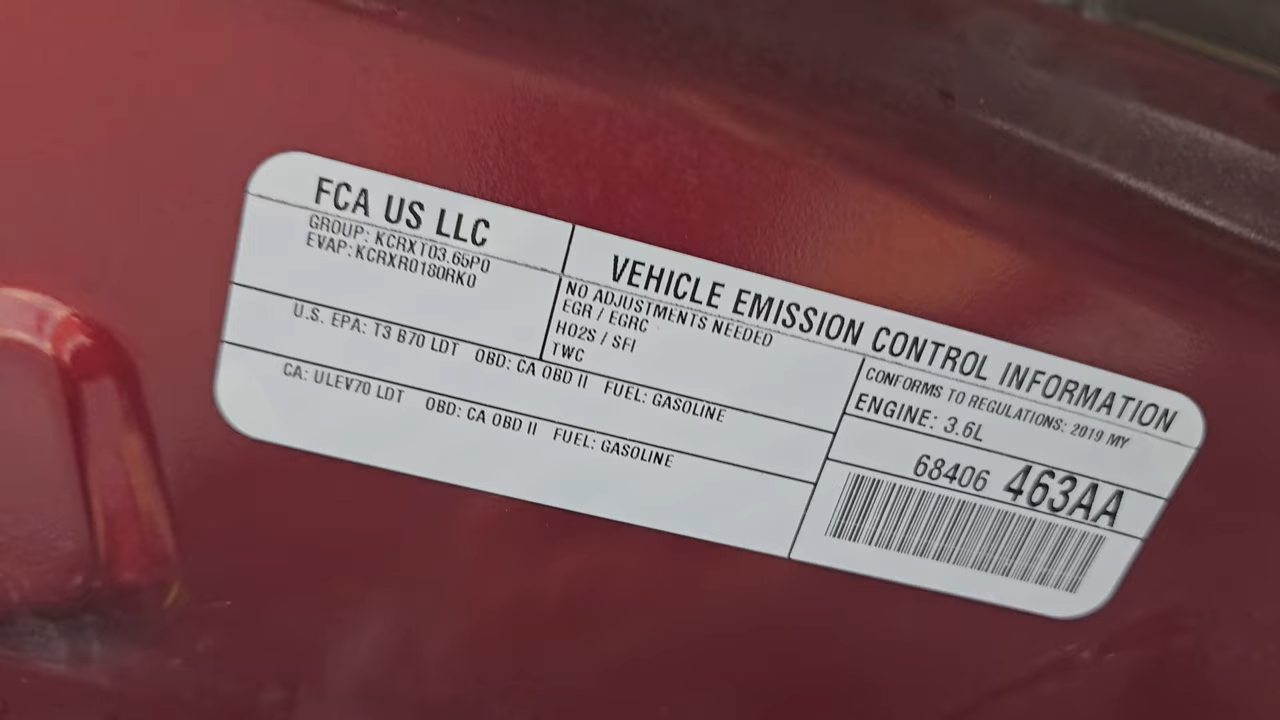 FCA US LLC
GROUP: KCRXT03.65P0
EVAP: KCRXR0180RK0
VEHICLE EMISSION CONTROL INFORMATION
NO ADJUSTMENTS NEEDED
EGR / EGRC
HO2S / SFI
TWC
CONFORMS TO REGULATIONS: 2019 MY
ENGINE: 3.6L
U.S. EPA: T3 B70 LDT OBD: CA OBD II FUEL: GASOLINE
CA: ULEV70 LDT OBD: CA OBD II FUEL: GASOLINE
68406 463AA